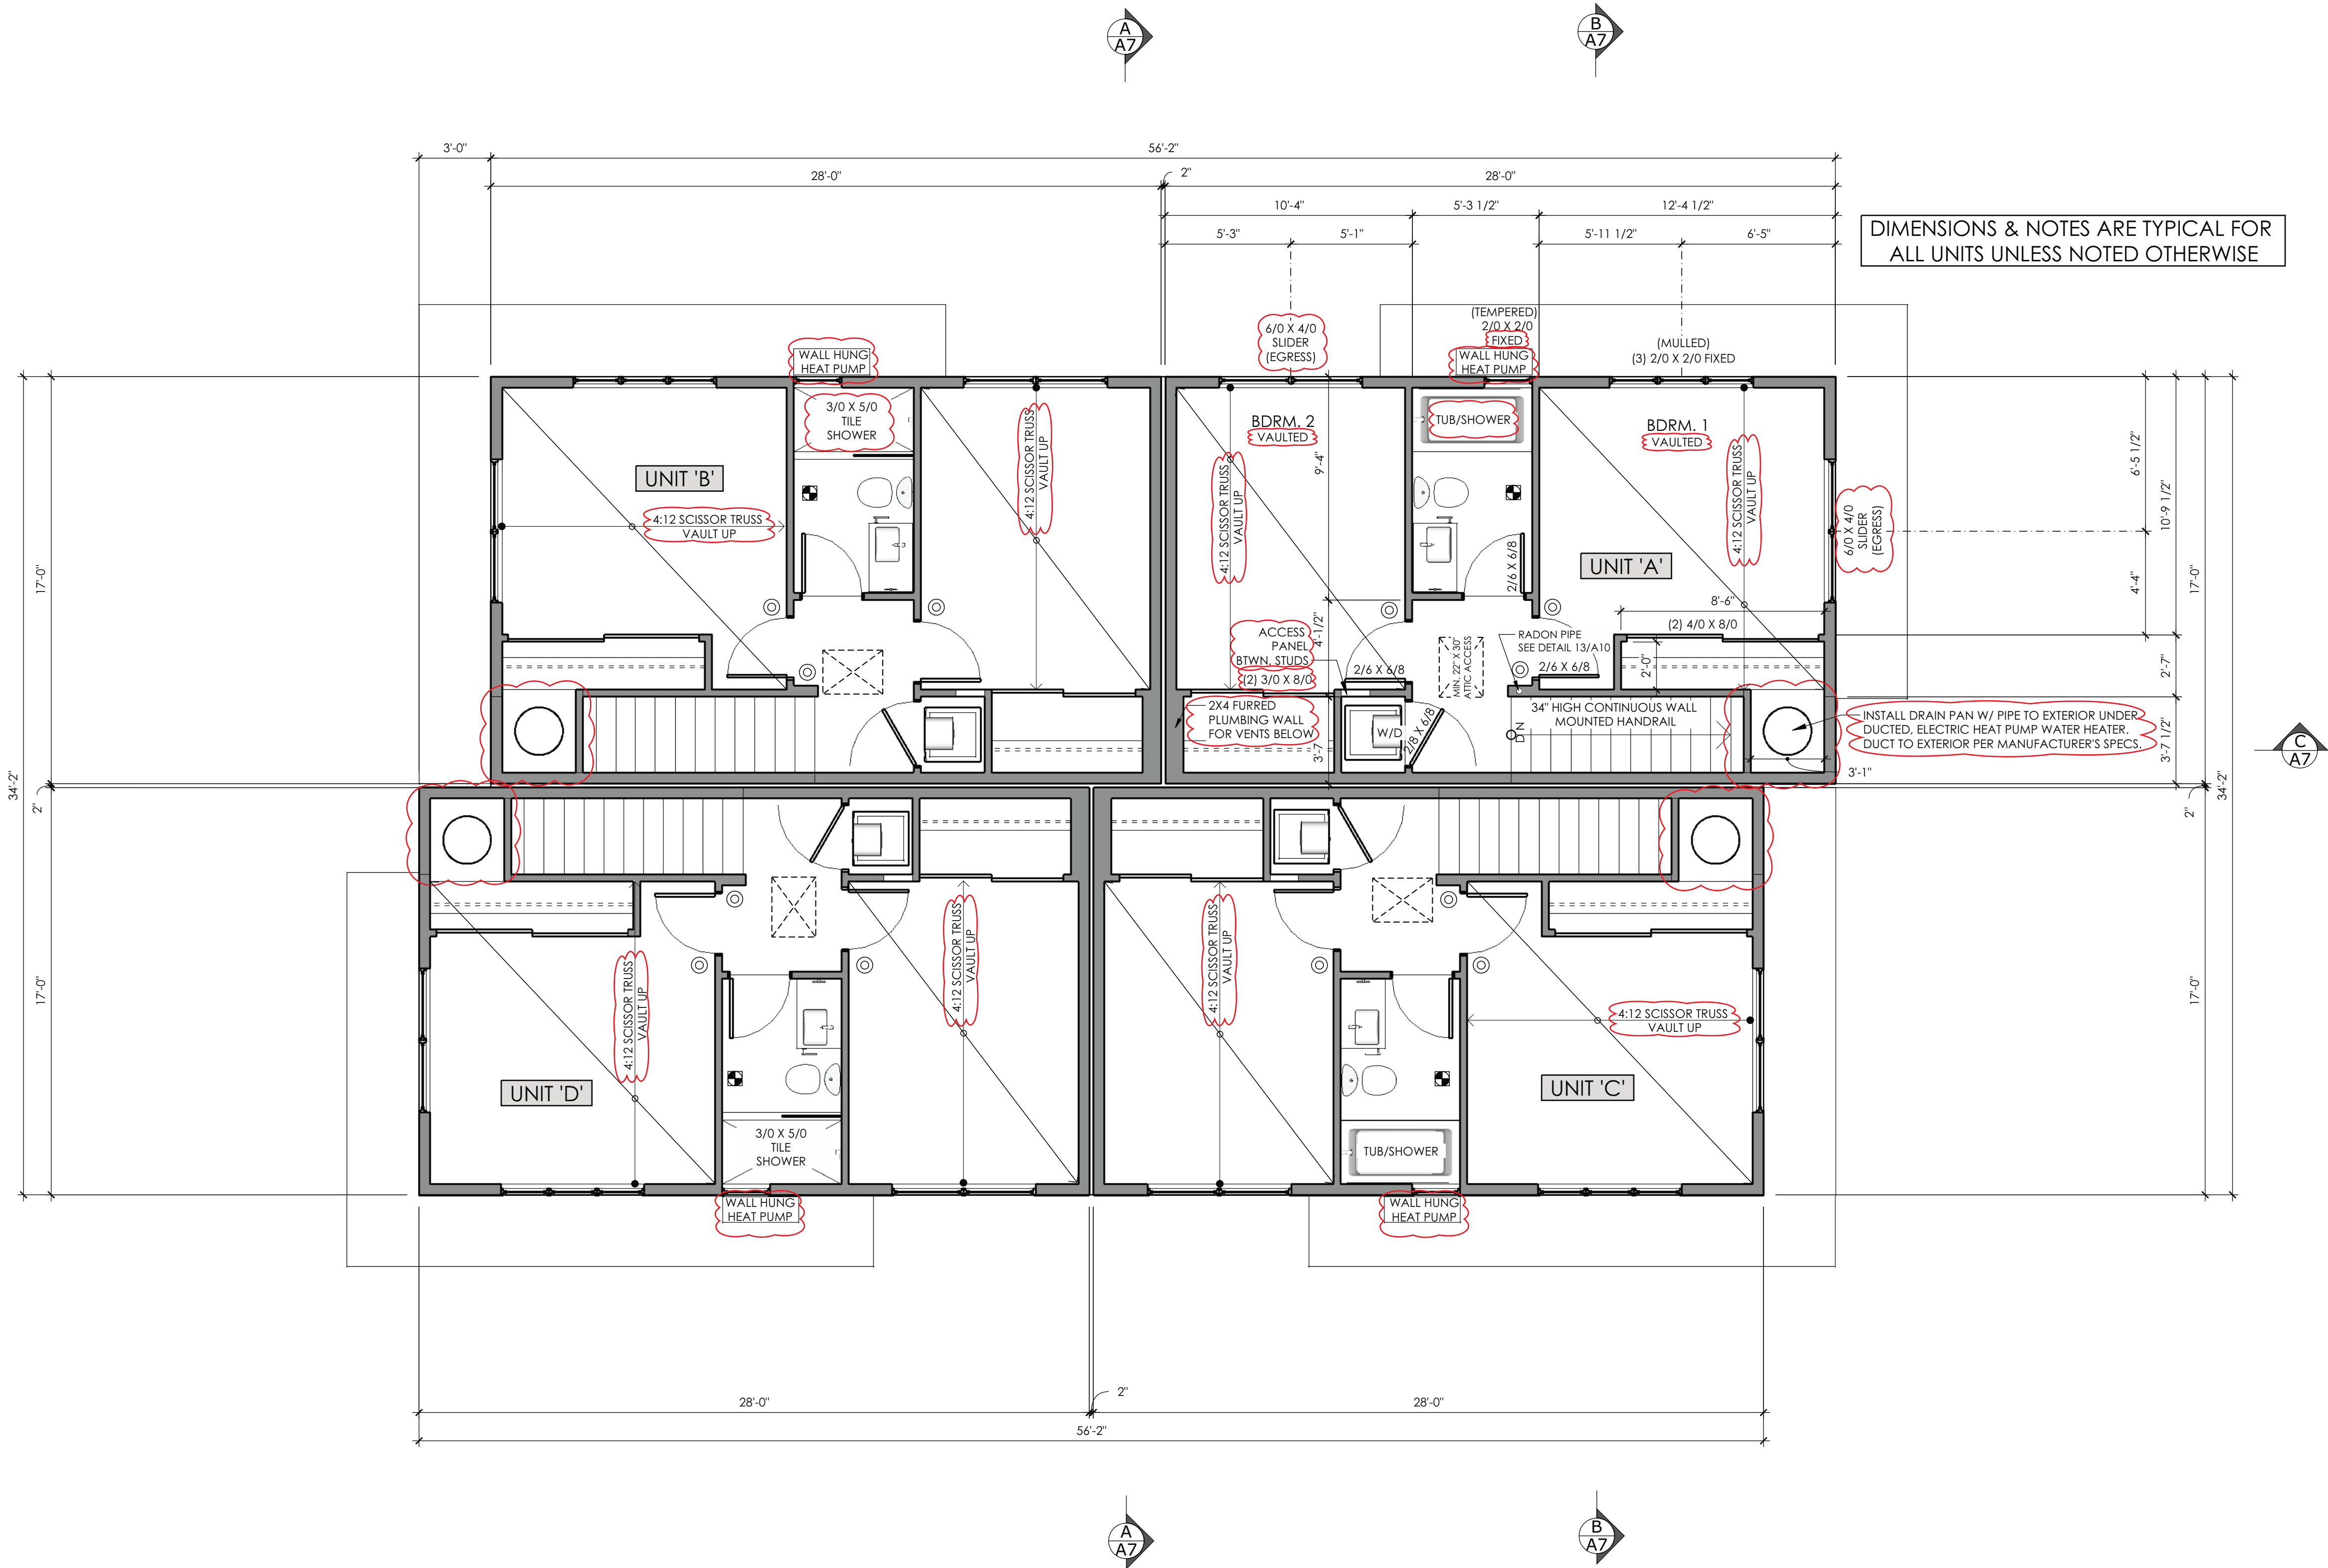 A
A7
B
A7
3'-0"
56'-2"
28'-0"
2"
28'-0"
10'-4"
5'-3 1/2"
12'-4 1/2"
5'-3"
5'-1"
5'-11 1/2"
6'-5"
DIMENSIONS & NOTES ARE TYPICAL FOR
ALL UNITS UNLESS NOTED OTHERWISE
6/0 X 4/0
SLIDER
(EGRESS)
(TEMPERED)
2/0 X 2/0
FIXED
WALL HUNG
HEAT PUMP
(MULLED)
(3) 2/0 X 2/0 FIXED
WALL HUNG
HEAT PUMP
3/0 X 5/0
TILE
SHOWER
4:12 SCISSOR TRUSS
VAULT UP
UNIT 'B'
4:12 SCISSOR TRUSS
VAULT UP
BDRM. 2
VAULTED
4:12 SCISSOR TRUSS
VAULT UP
9'-4"
TUB/SHOWER
BDRM. 1
VAULTED
4:12 SCISSOR TRUSS
VAULT UP
UNIT 'A'
6/0 X 4/0
SLIDER
(EGRESS)
6'-5 1/2"
10'-9 1/2"
4'-4"
17'-0"
17'-0"
2/6 X 6/8
8'-6"
(2) 4/0 X 8/0
ACCESS
PANEL
BTWN. STUDS
4'-1/2"
(2) 3/0 X 8/0
2/6 X 6/8
MIN. 22" X 30"
ATTIC ACCESS
RADON PIPE
SEE DETAIL 13/A10
2/6 X 6/8
2'-0"
2'-7"
2X4 FURRED
PLUMBING WALL
FOR VENTS BELOW
3'-7
W/D
2/8 X 6/8
DN
34" HIGH CONTINUOUS WALL
MOUNTED HANDRAIL
INSTALL DRAIN PAN W/ PIPE TO EXTERIOR UNDER
DUCTED, ELECTRIC HEAT PUMP WATER HEATER.
DUCT TO EXTERIOR PER MANUFACTURER'S SPECS.
3'-7 1/2"
3'-1"
C
A7
34'-2"
2"
34'-2"
2"
17'-0"
17'-0"
4:12 SCISSOR TRUSS
VAULT UP
4:12 SCISSOR TRUSS
VAULT UP
4:12 SCISSOR TRUSS
VAULT UP
4:12 SCISSOR TRUSS
VAULT UP
UNIT 'D'
UNIT 'C'
3/0 X 5/0
TILE
SHOWER
TUB/SHOWER
WALL HUNG
HEAT PUMP
WALL HUNG
HEAT PUMP
28'-0"
2"
28'-0"
56'-2"
A
A7
B
A7